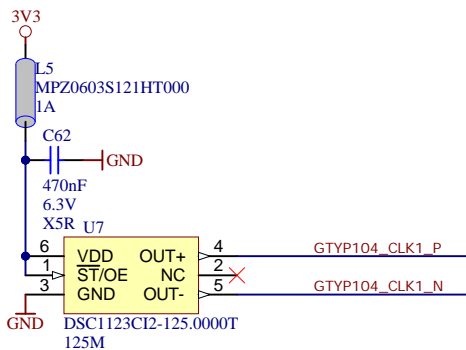 3V3
L5
MPZ0603S121HT000
1A
C62
GND
470nF
6.3V
X5R
U7
6 VDD OUT+ 4 GTYP104_CLK1_P
1 ST/OE NC 2
3 GND OUT- 5 GTYP104_CLK1_N
GND
DSC1123CI2-125.0000T
125M